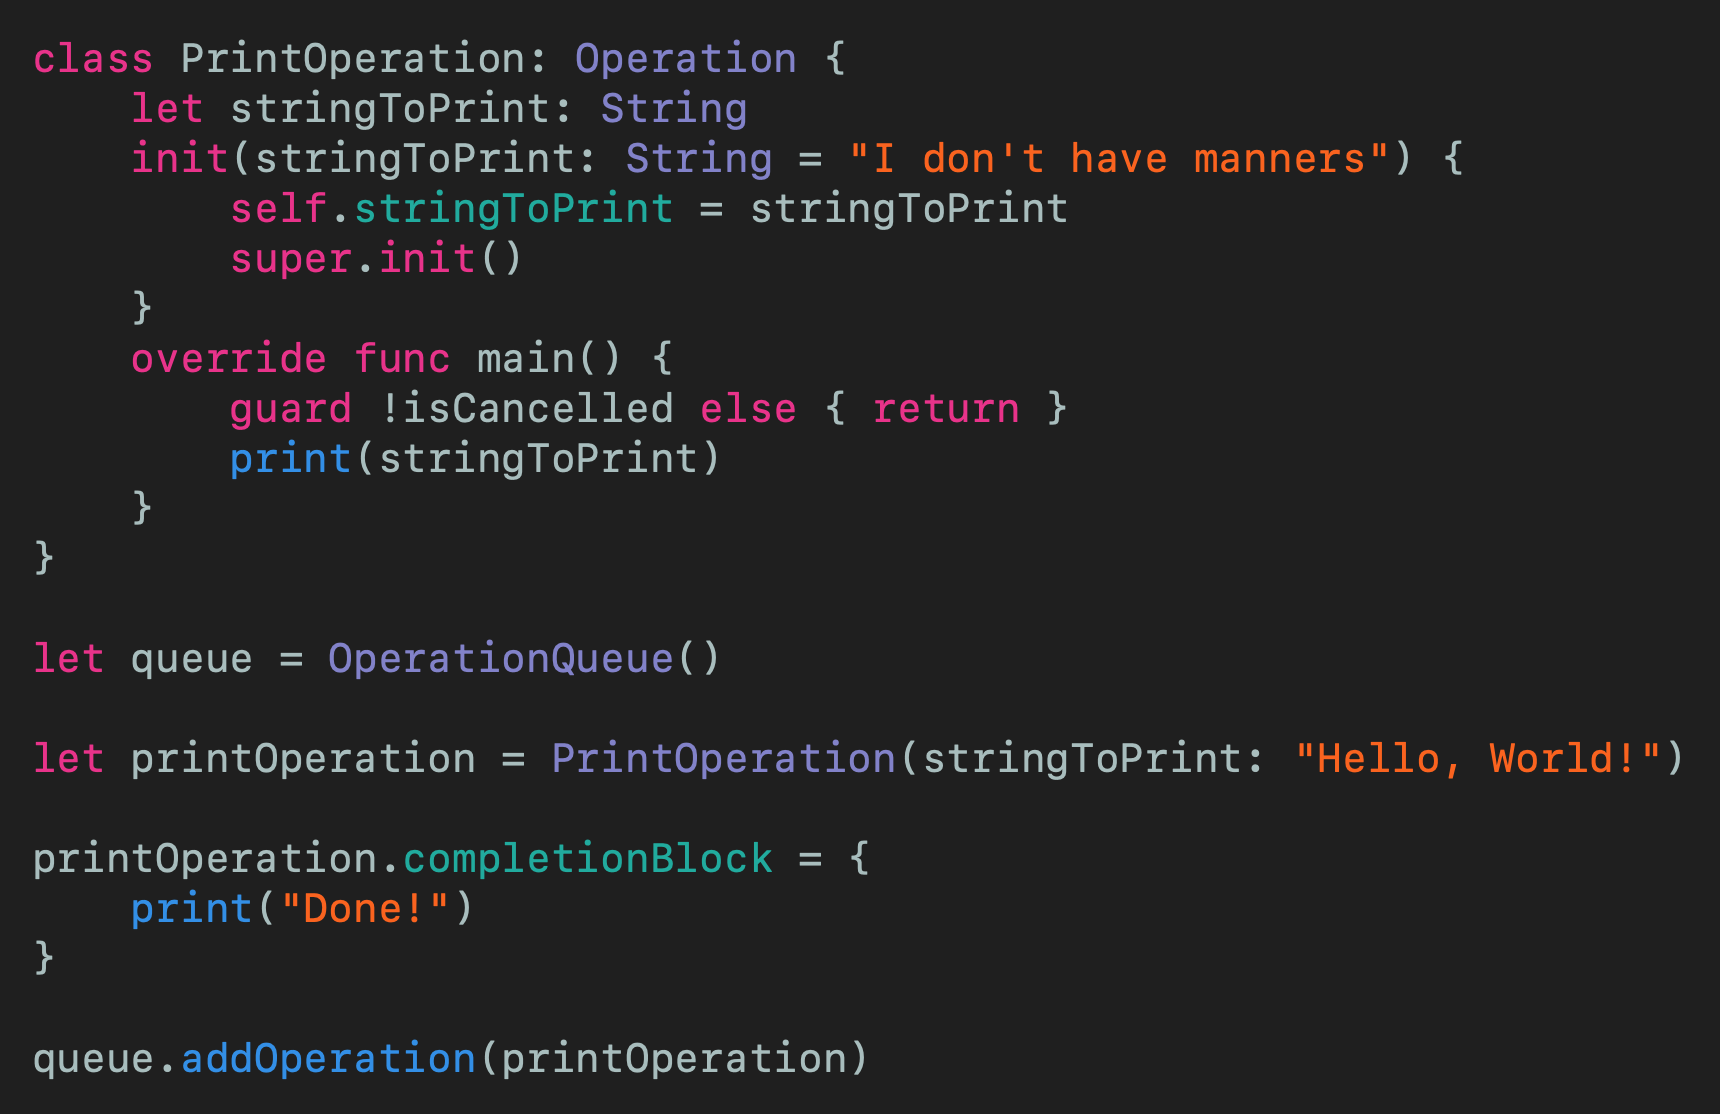 class PrintOperation: Operation {
    let stringToPrint: String
    init(stringToPrint: String = "I don't have manners") {
        self.stringToPrint = stringToPrint
        super.init()
    }
    override func main() {
        guard !isCancelled else { return }
        print(stringToPrint)
    }
}

let queue = OperationQueue()

let printOperation = PrintOperation(stringToPrint: "Hello, World!")

printOperation.completionBlock = {
    print("Done!")
}

queue.addOperation(printOperation)